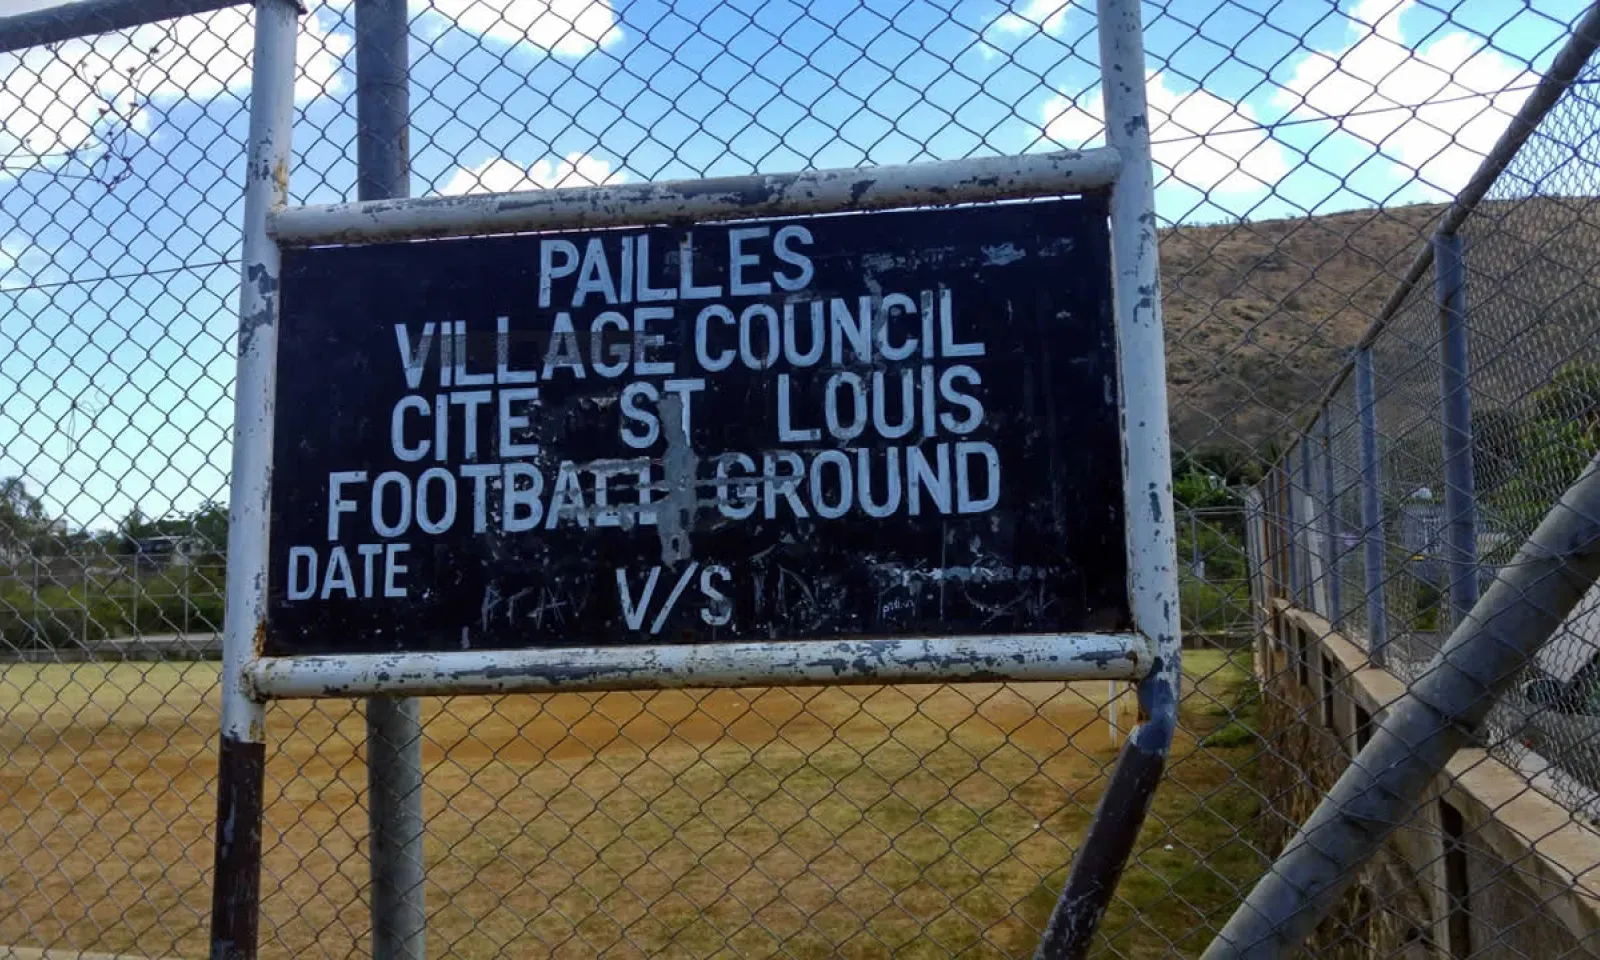 PAILLES
VILLAGE COUNCIL
CITE ST LOUIS
FOOTBALL GROUND
DATE V/S